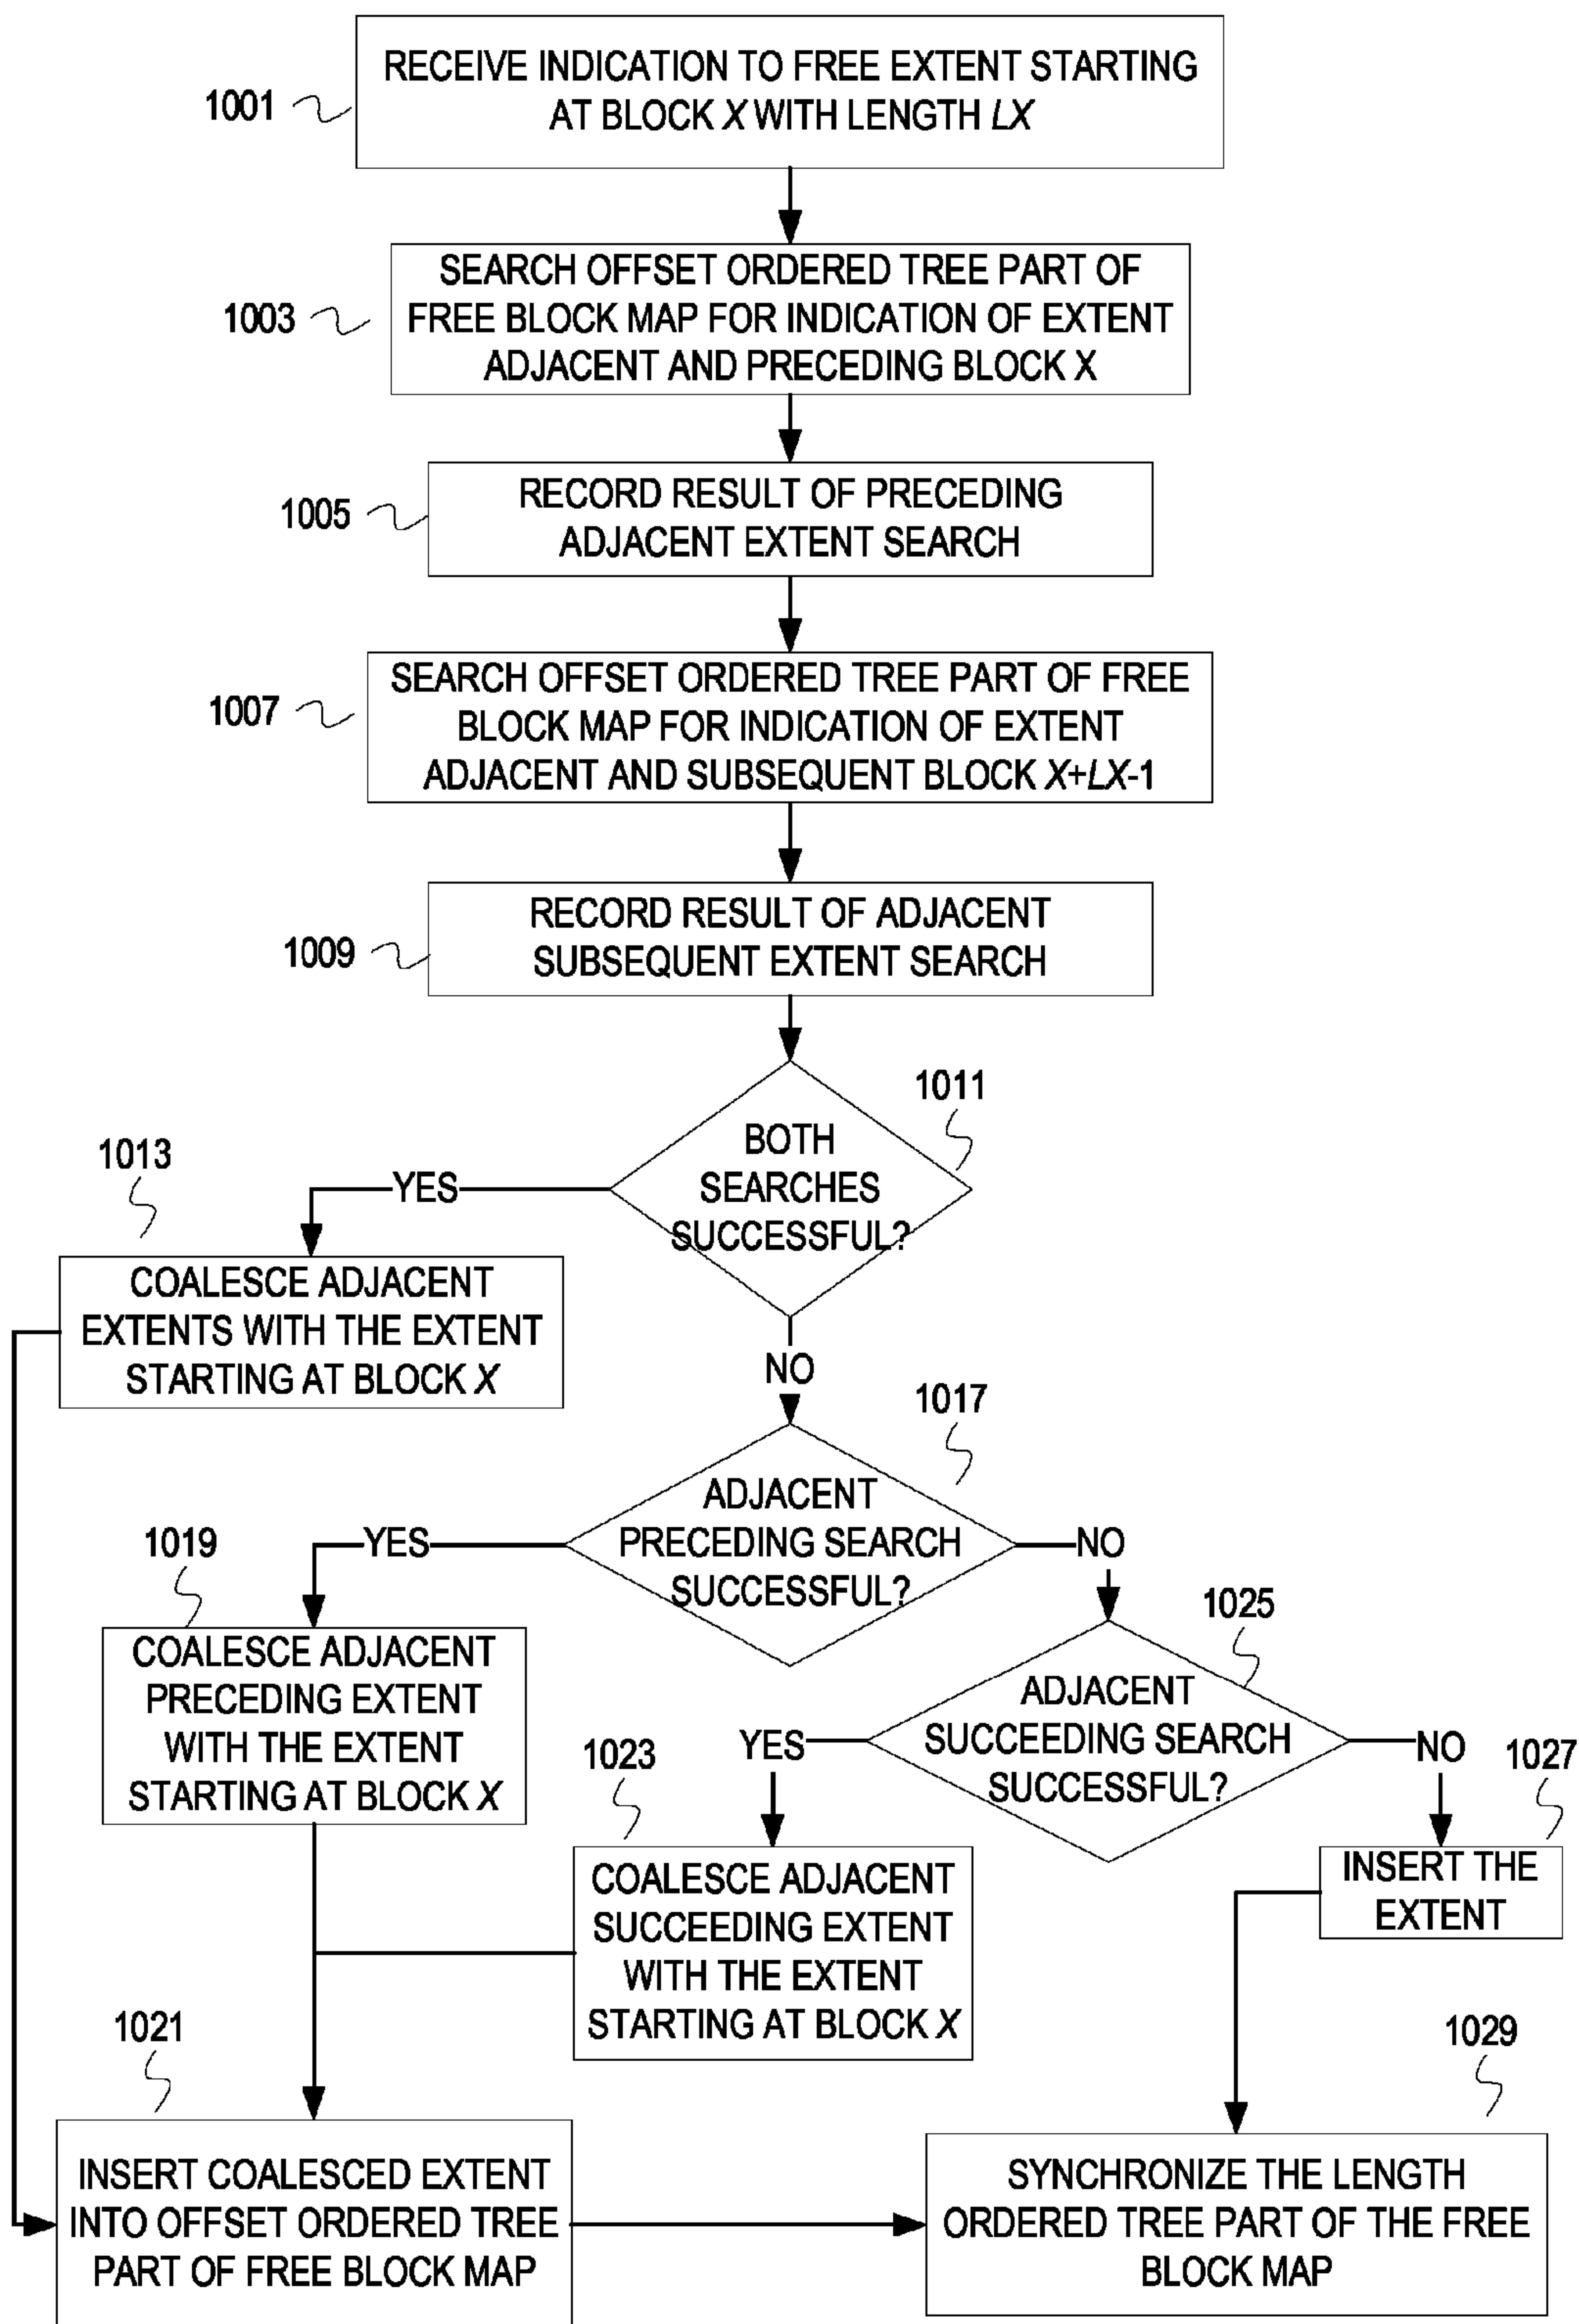 RECEIVE INDICATION TO FREE EXTENT STARTING
AT BLOCK X WITH LENGTH LX
1001
SEARCH OFFSET ORDERED TREE PART OF
FREE BLOCK MAP FOR INDICATION OF EXTENT
ADJACENT AND PRECEDING BLOCK X
1003
RECORD RESULT OF PRECEDING
ADJACENT EXTENT SEARCH
1005
SEARCH OFFSET ORDERED TREE PART OF FREE
BLOCK MAP FOR INDICATION OF EXTENT
ADJACENT AND SUBSEQUENT BLOCK X+LX-1
1007
RECORD RESULT OF ADJACENT
SUBSEQUENT EXTENT SEARCH
1009
1011
BOTH
SEARCHES
SUCCESSFUL?
YES
1013
COALESCE ADJACENT
EXTENTS WITH THE EXTENT
STARTING AT BLOCK X
NO
1017
ADJACENT
PRECEDING SEARCH
SUCCESSFUL?
YES
NO
1019
COALESCE ADJACENT
PRECEDING EXTENT
WITH THE EXTENT
STARTING AT BLOCK X
1025
ADJACENT
SUCCEEDING SEARCH
SUCCESSFUL?
YES
NO
1023
COALESCE ADJACENT
SUCCEEDING EXTENT
WITH THE EXTENT
STARTING AT BLOCK X
1027
INSERT THE
EXTENT
1021
INSERT COALESCED EXTENT
INTO OFFSET ORDERED TREE
PART OF FREE BLOCK MAP
1029
SYNCHRONIZE THE LENGTH
ORDERED TREE PART OF THE FREE
BLOCK MAP